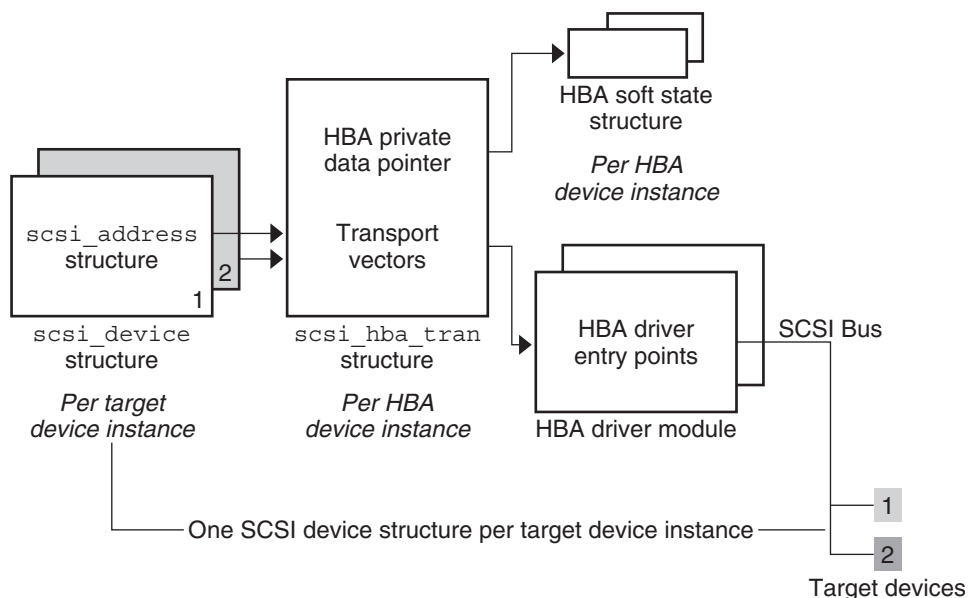 scsi_address
structure
1
2
scsi_device
structure
Per target
device instance
HBA private
data pointer
Transport
vectors
scsi_hba_tran
structure
Per HBA
device instance
HBA soft state
structure
Per HBA
device instance
HBA driver
entry points
HBA driver module
SCSI Bus
One SCSI device structure per target device instance
1
2
Target devices